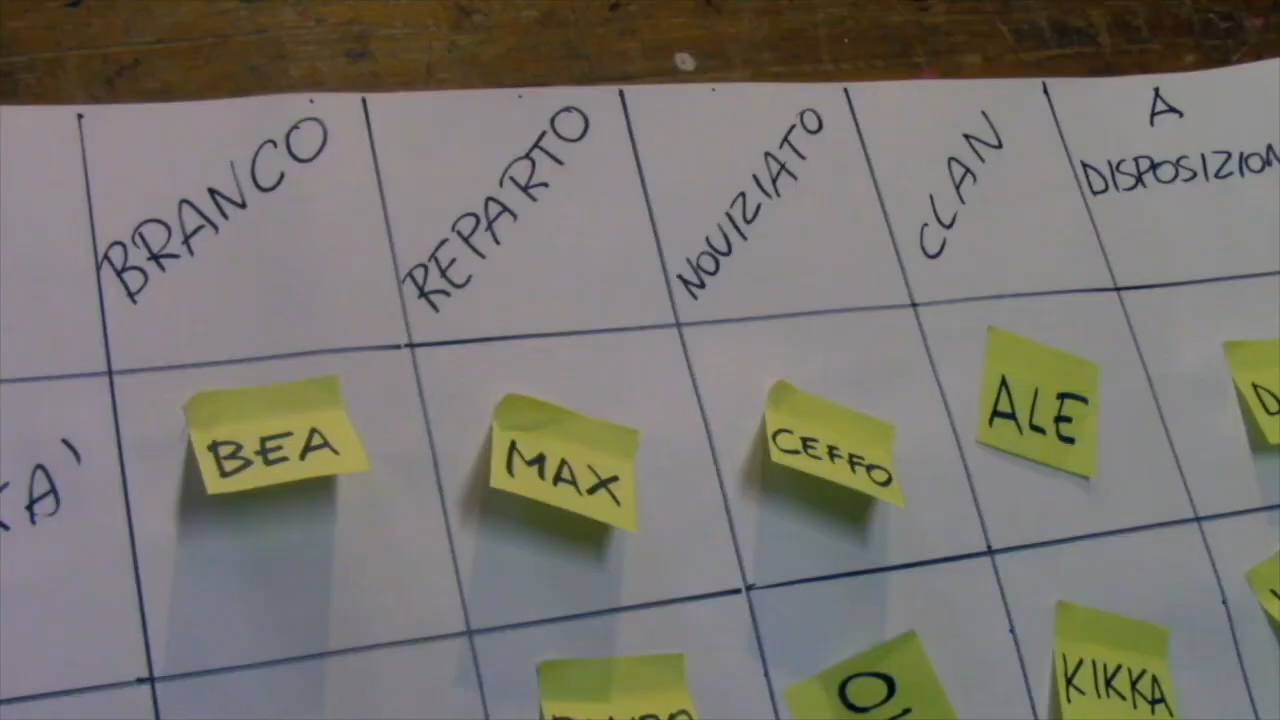 BRANCO
REPARTO
NOVIZIATO
CLAN
A
DISPOSIZION
BEA
MAX
CEFFO
ALE
KIKKA